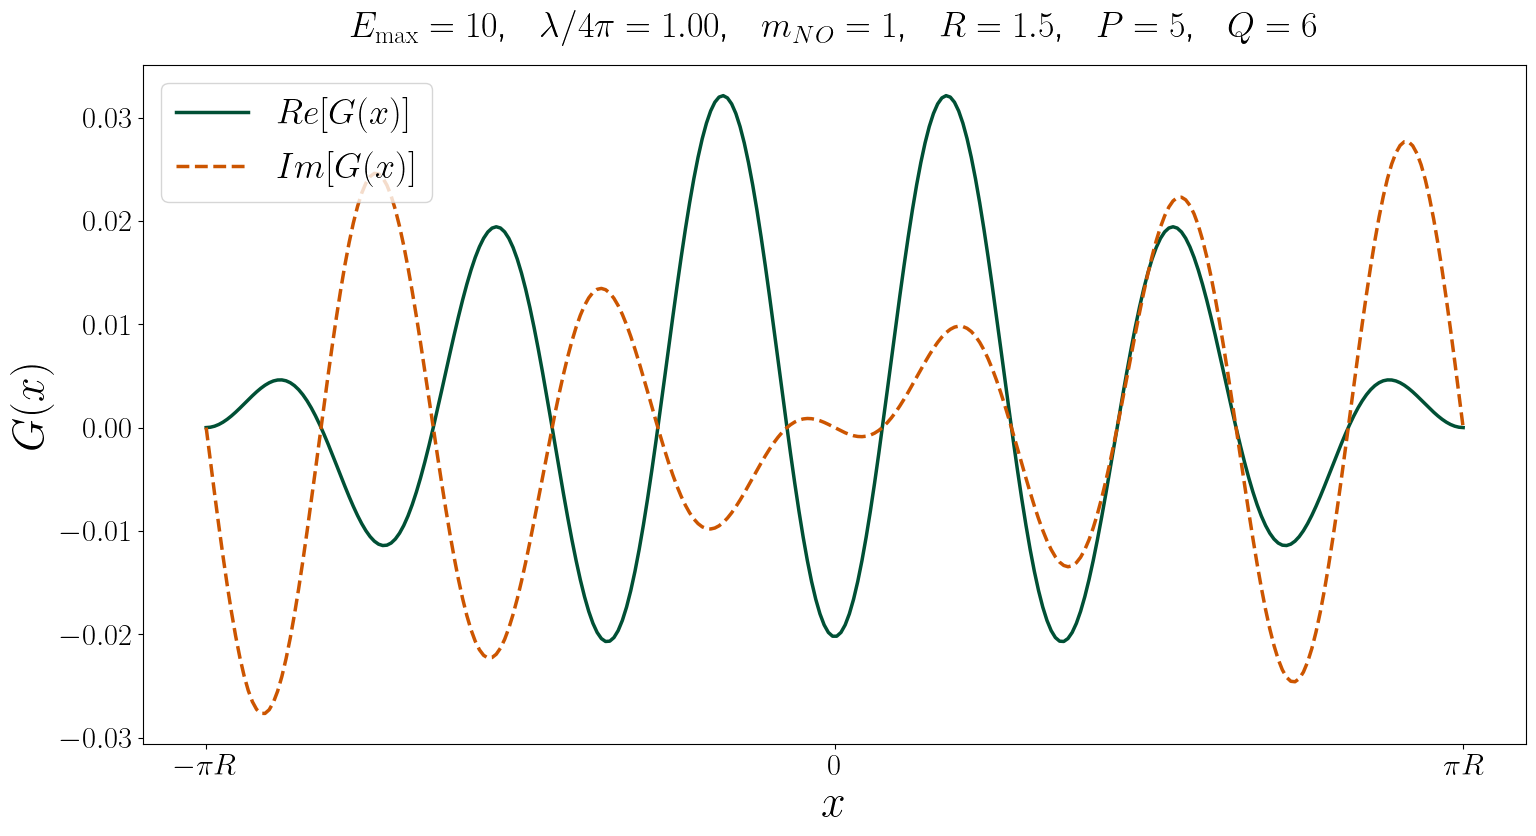 E_max = 10, λ/4π = 1.00, m_NO = 1, R = 1.5, P = 5, Q = 6
Re[G(x)]
Im[G(x)]
0.03
0.02
0.01
0.00
−0.01
−0.02
−0.03
G(x)
−πR
0
πR
x